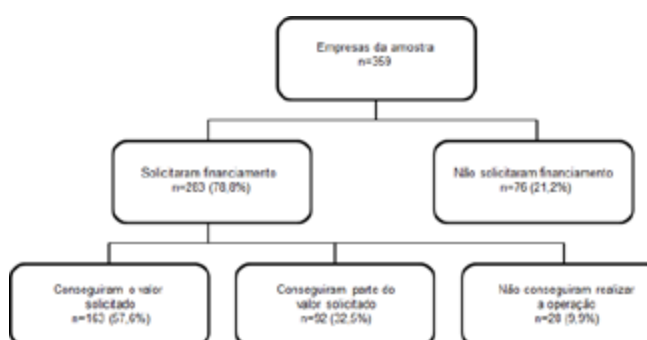 Empresas da amostra
n=359
Solicitaram financiamento
n=283 (78,8%)
Não solicitaram financiamento
n=76 (21,2%)
Conseguiram o valor
solicitado
n=163 (57,6%)
Conseguiram parte do
valor solicitado
n=92 (32,5%)
Não conseguiram realizar
a operação
n=28 (9,9%)